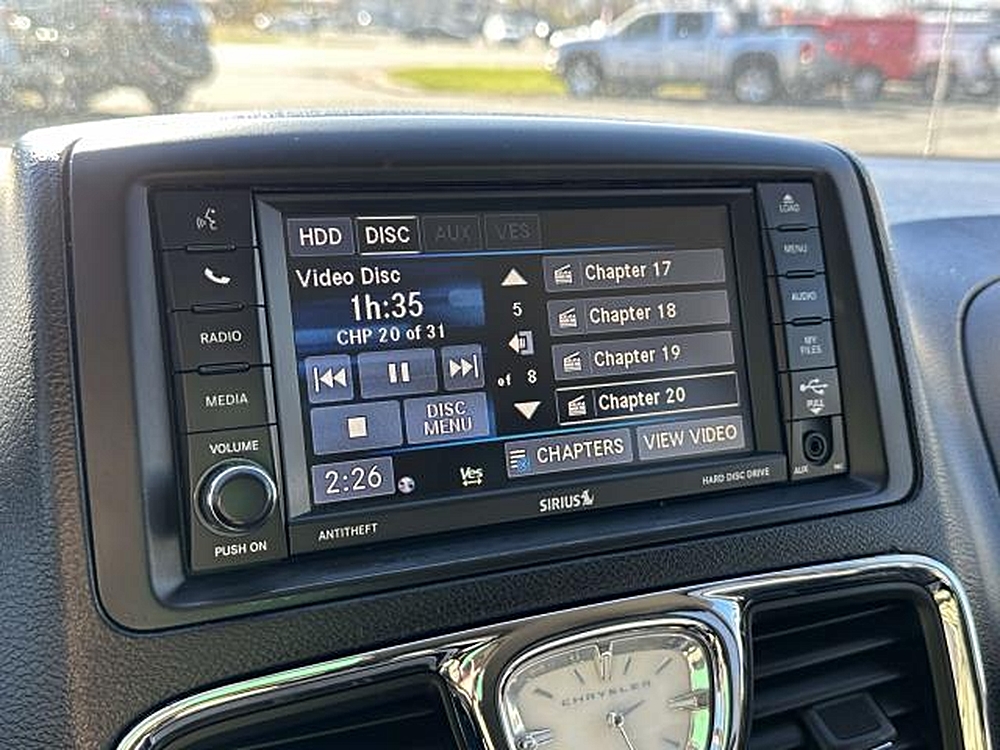 LOAD
HDD DISC AUX VES
MENU
Video Disc
Chapter 17
1h:35
5
Chapter 18
AUDIO
RADIO
CHP 20 of 31
Chapter 19
MY
FILES
of 8
MEDIA
DISC
MENU
Chapter 20
PULL
VOLUME
CHAPTERS
VIEW VIDEO
2:26
Ves
AUX
HARD DISC DRIVE
SIRIUS
ANTITHEFT
PUSH ON
CHRYSLER